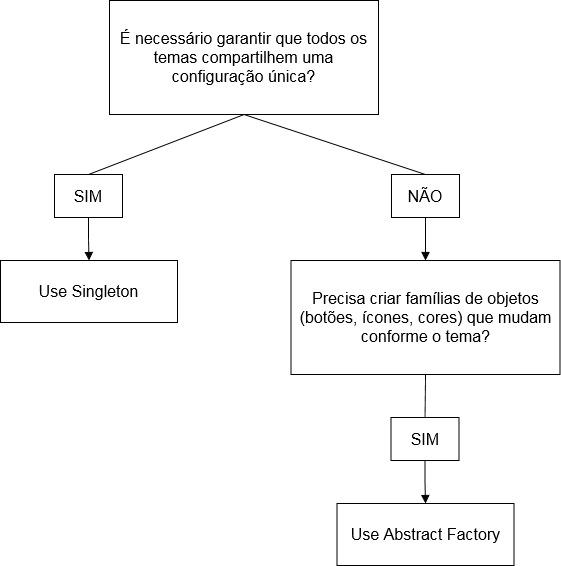 É necessário garantir que todos os
temas compartilhem uma
configuração única?
SIM
NÃO
Use Singleton
Precisa criar famílias de objetos
(botões, ícones, cores) que mudam
conforme o tema?
SIM
Use Abstract Factory